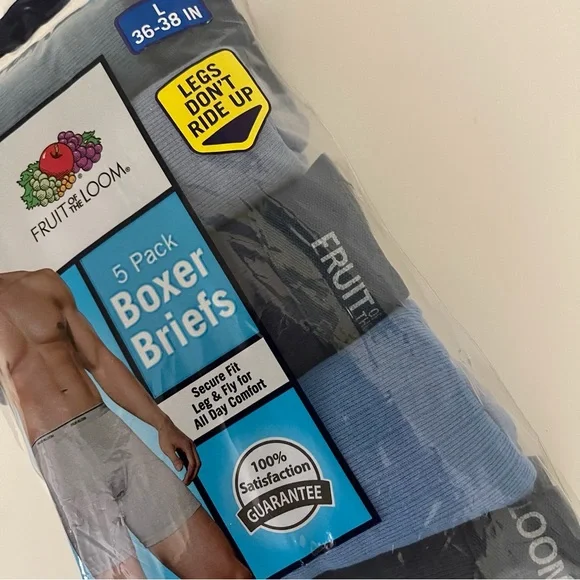 L
36-38 IN
LEGS
DON'T
RIDE UP
FRUIT OF THE LOOM®
5 Pack
Boxer
Briefs
Secure Fit
Leg & Fly for
All Day Comfort
100%
Satisfaction
GUARANTEE
FRUIT
LOOM